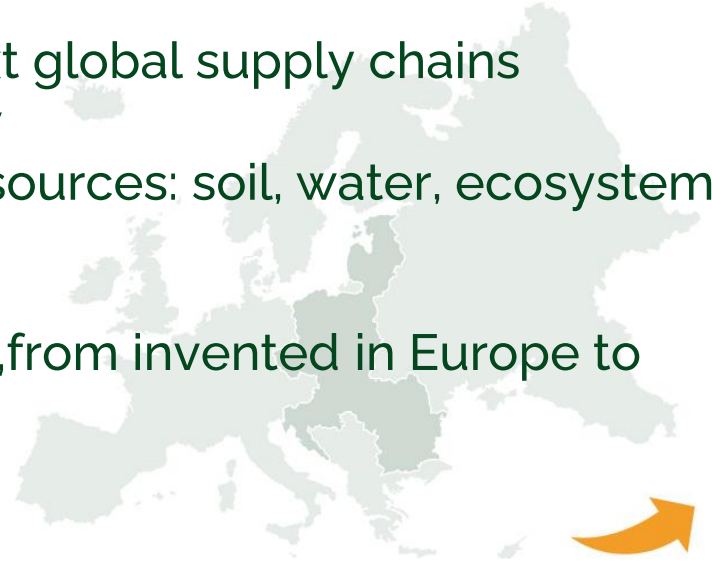 global supply chains
sources: soil, water, ecosystem
from invented in Europe to